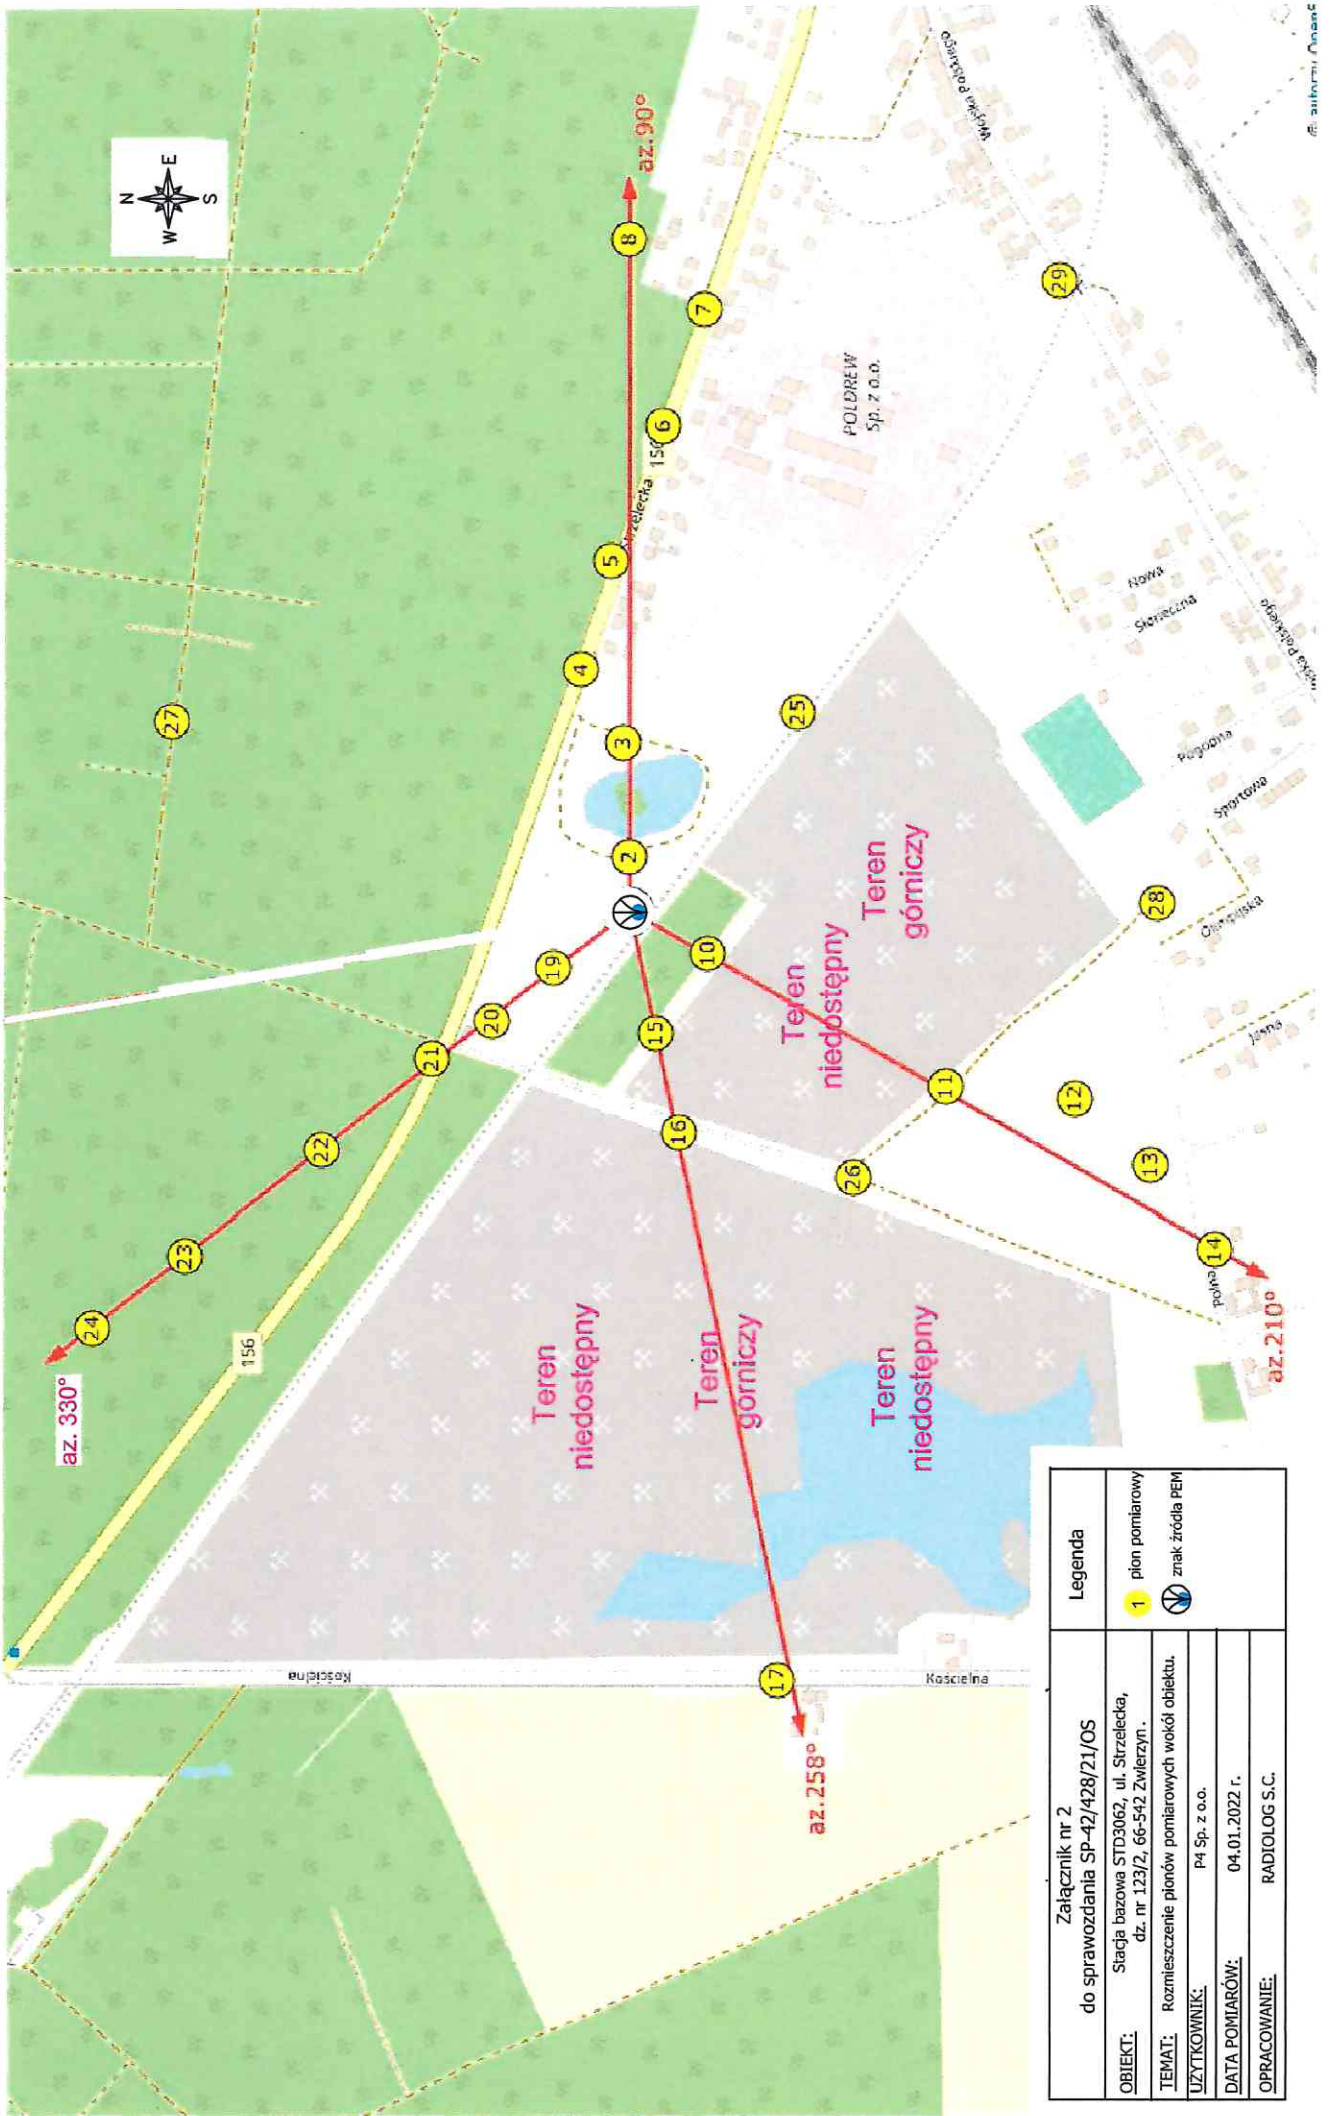 az. 330°
N
W
E
S
az.90°
24
23
22
21
20
19
27
156
2
3
4
5
6
7
8
Strzelecka
POLDREW
Sp. z o.o.
Wojska Polskiego
29
25
10
15
16
11
12
13
14
26
28
17
Teren
niedostępny
Teren
górniczy
Teren
niedostępny
Teren
niedostępny
Teren
górniczy
Kościelna
Kościelna
az.258°
az.210°
Polna
Nowa
Słoneczna
Pogodna
Sportowa
Olimpijska
Jasna
Załącznik nr 2
do sprawozdania SP-42/428/21/OS
OBIEKT: Stacja bazowa STD3062, ul. Strzelecka,
dz. nr 123/2, 66-542 Zwierzyn .
TEMAT: Rozmieszczenie pionów pomiarowych wokół obiektu.
UŻYTKOWNIK: P4 Sp. z o.o.
DATA POMIARÓW: 04.01.2022 r.
OPRACOWANIE: RADIOLOG S.C.
Legenda
1 pion pomiarowy
znak źródła PEM